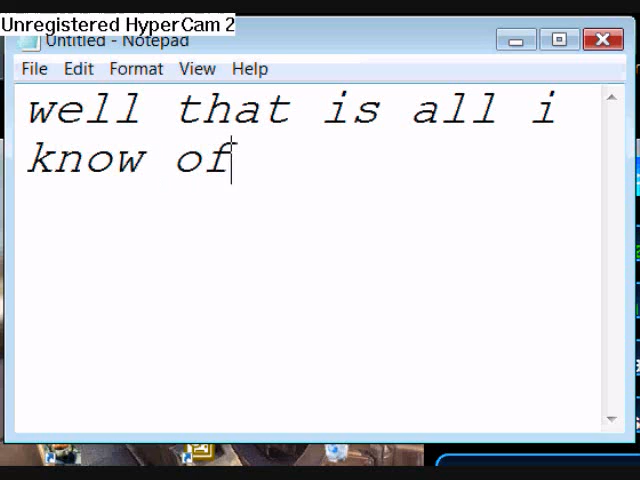 Unregistered HyperCam 2
Untitled - Notepad
File Edit Format View Help
well that is all i
know of